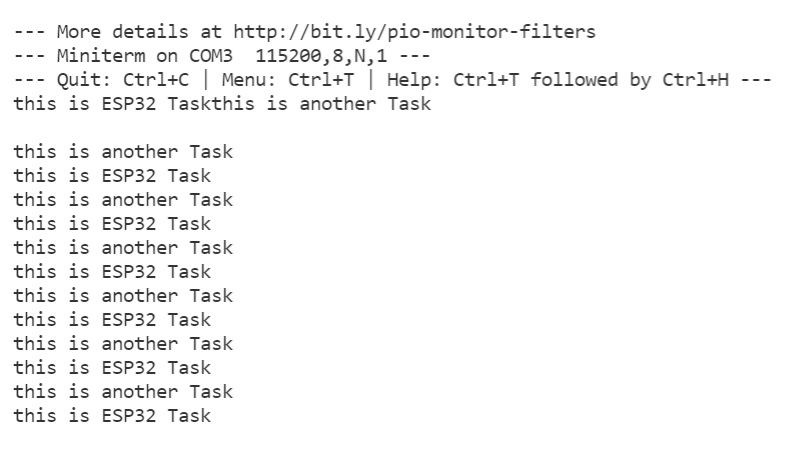 --- More details at http://bit.ly/pio-monitor-filters
--- Miniterm on COM3  115200,8,N,1 ---
--- Quit: Ctrl+C | Menu: Ctrl+T | Help: Ctrl+T followed by Ctrl+H ---
this is ESP32 Taskthis is another Task

this is another Task
this is ESP32 Task
this is another Task
this is ESP32 Task
this is another Task
this is ESP32 Task
this is another Task
this is ESP32 Task
this is another Task
this is ESP32 Task
this is another Task
this is ESP32 Task